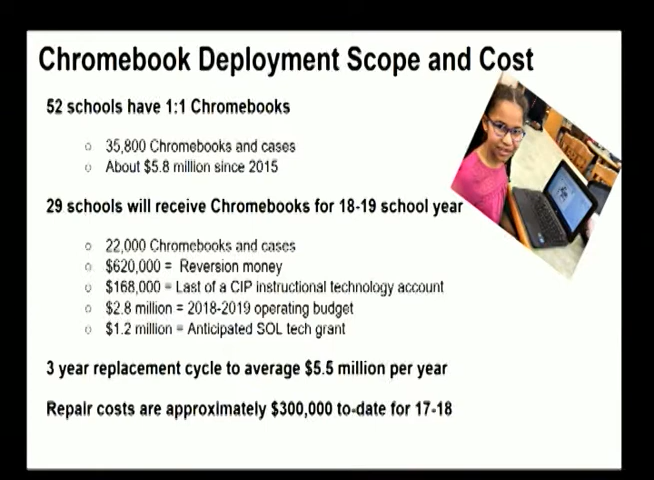 Chromebook Deployment Scope and Cost
52 schools have 1:1 Chromebooks
35,800 Chromebooks and cases
About $5.8 million since 2015
29 schools will receive Chromebooks for 18-19 school year
22,000 Chromebooks and cases
$620,000 = Reversion money
$168,000 = Last of a CIP instructional technology account
$2.8 million = 2018-2019 operating budget
$1.2 million = Anticipated SOL tech grant
3 year replacement cycle to average $5.5 million per year
Repair costs are approximately $300,000 to-date for 17-18